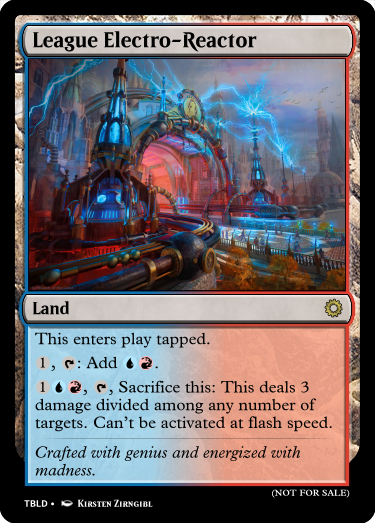 League Electro-Reactor
Land
This enters play tapped.
1 , T: Add UR.
1 UR, T, Sacrifice this: This deals 3
damage divided among any number of
targets. Can't be activated at flash speed.
Crafted with genius and energized with
madness.
(NOT FOR SALE)
TBLD • Kirsten Zirngibl